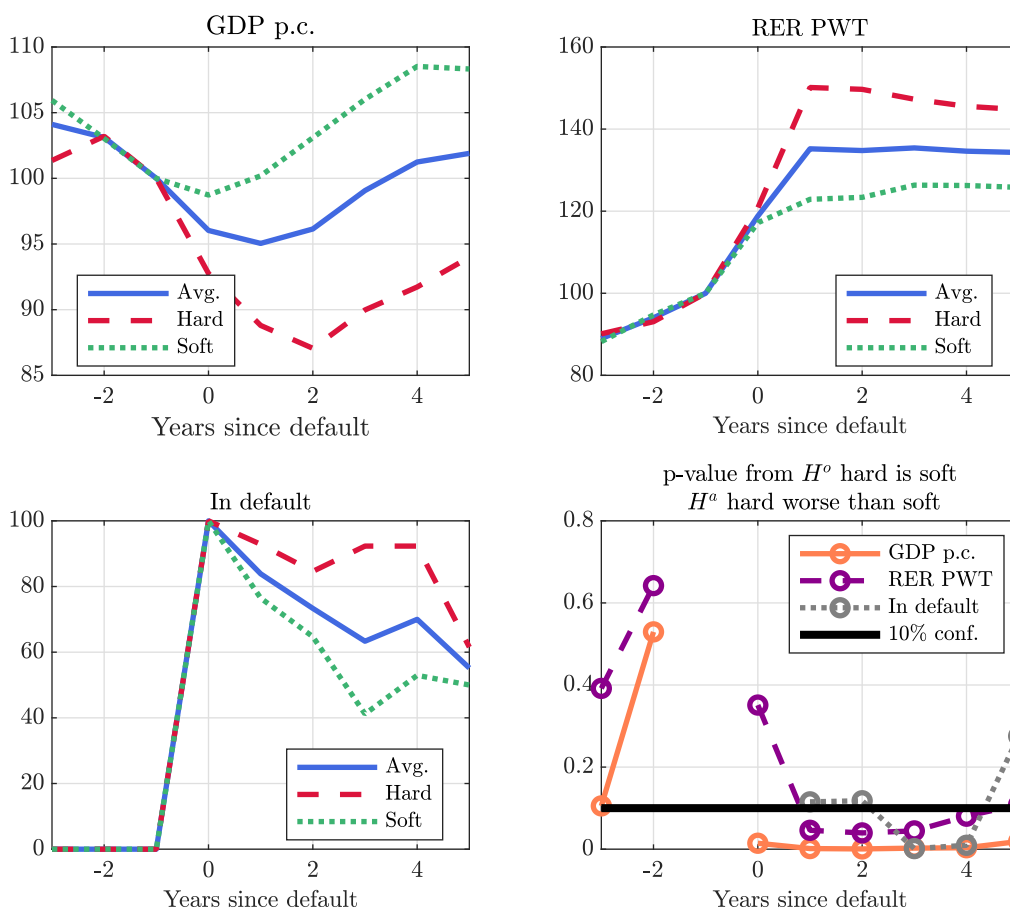 GDP p.c.
110
105
100
95
90
85
Avg.
Hard
Soft
-2 0 2 4
Years since default
RER PWT
160
140
120
100
80
Avg.
Hard
Soft
-2 0 2 4
Years since default
In default
100
80
60
40
20
0
Avg.
Hard
Soft
-2 0 2 4
Years since default
p-value from H^o hard is soft
H^a hard worse than soft
0.8
0.6
0.4
0.2
0
GDP p.c.
RER PWT
In default
10% conf.
-2 0 2 4
Years since default